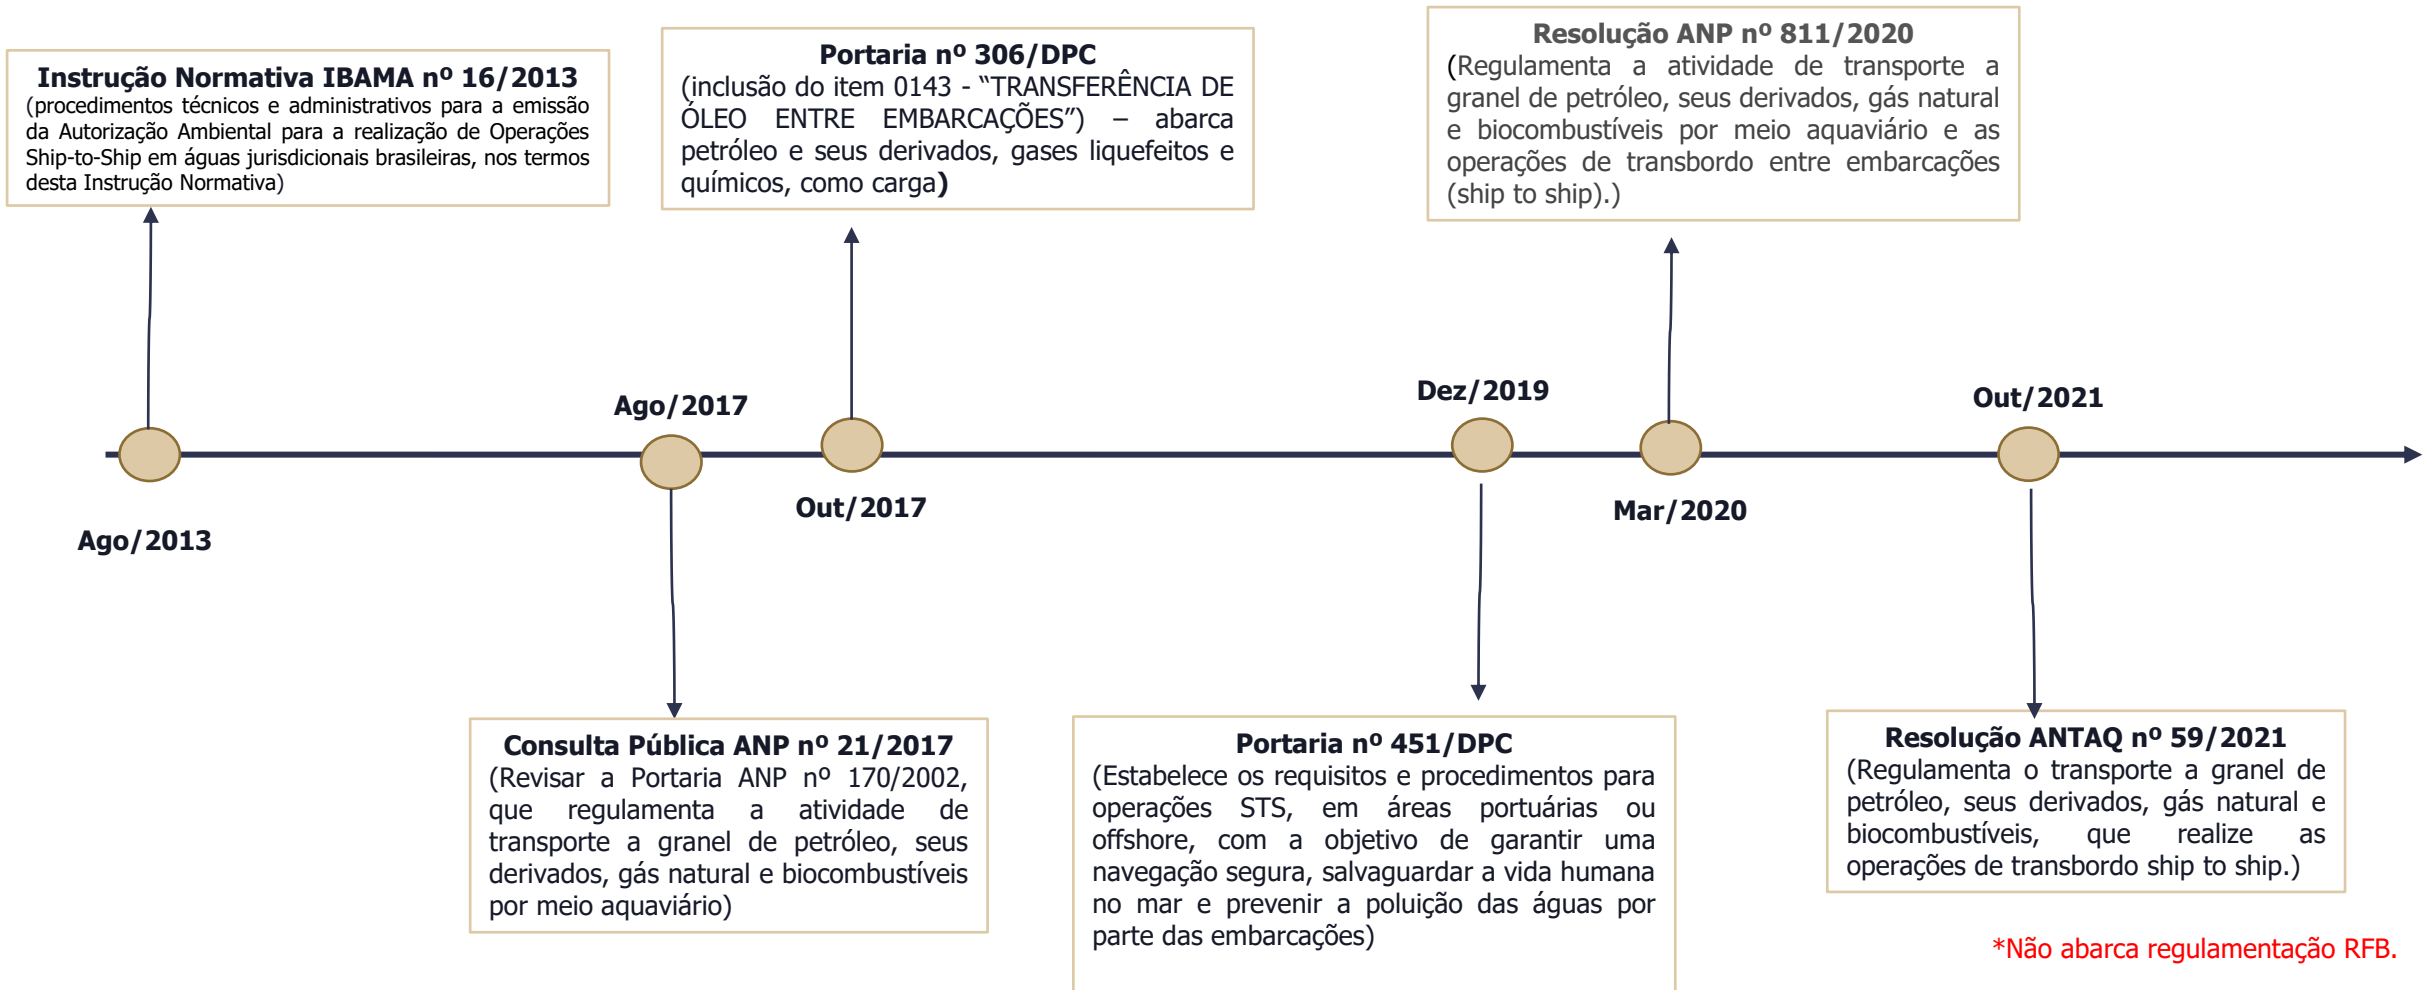 Instrução Normativa IBAMA nº 16/2013
(procedimentos técnicos e administrativos para a emissão
da Autorização Ambiental para a realização de Operações
Ship-to-Ship em águas jurisdicionais brasileiras, nos termos
desta Instrução Normativa)
Portaria nº 306/DPC
(inclusão do item 0143 - “TRANSFERÊNCIA DE
ÓLEO ENTRE EMBARCAÇÕES”) – abarca
petróleo e seus derivados, gases liquefeitos e
químicos, como carga)
Resolução ANP nº 811/2020
(Regulamenta a atividade de transporte a
granel de petróleo, seus derivados, gás natural
e biocombustíveis por meio aquaviário e as
operações de transbordo entre embarcações
(ship to ship).)
Ago/2013
Ago/2017
Out/2017
Dez/2019
Mar/2020
Out/2021
Consulta Pública ANP nº 21/2017
(Revisar a Portaria ANP nº 170/2002,
que regulamenta a atividade de
transporte a granel de petróleo, seus
derivados, gás natural e biocombustíveis
por meio aquaviário)
Portaria nº 451/DPC
(Estabelece os requisitos e procedimentos para
operações STS, em áreas portuárias ou
offshore, com a objetivo de garantir uma
navegação segura, salvaguardar a vida humana
no mar e prevenir a poluição das águas por
parte das embarcações)
Resolução ANTAQ nº 59/2021
(Regulamenta o transporte a granel de
petróleo, seus derivados, gás natural e
biocombustíveis, que realize as
operações de transbordo ship to ship.)
*Não abarca regulamentação RFB.